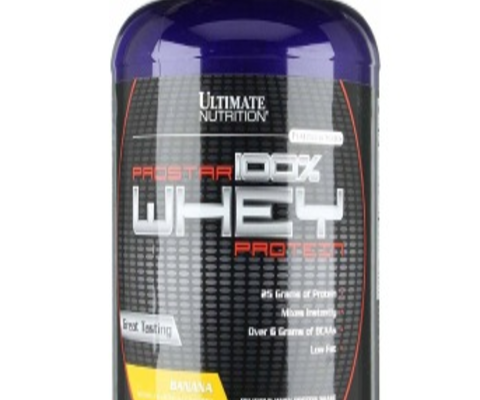 ULTIMATE
NUTRITION®
PROSTAR 100%
WHEY
PROTEIN
25 Grams of Protein
Mixes Instantly
Over 6 Grams of BCAAs
Low Fat
Great Tasting
BANANA